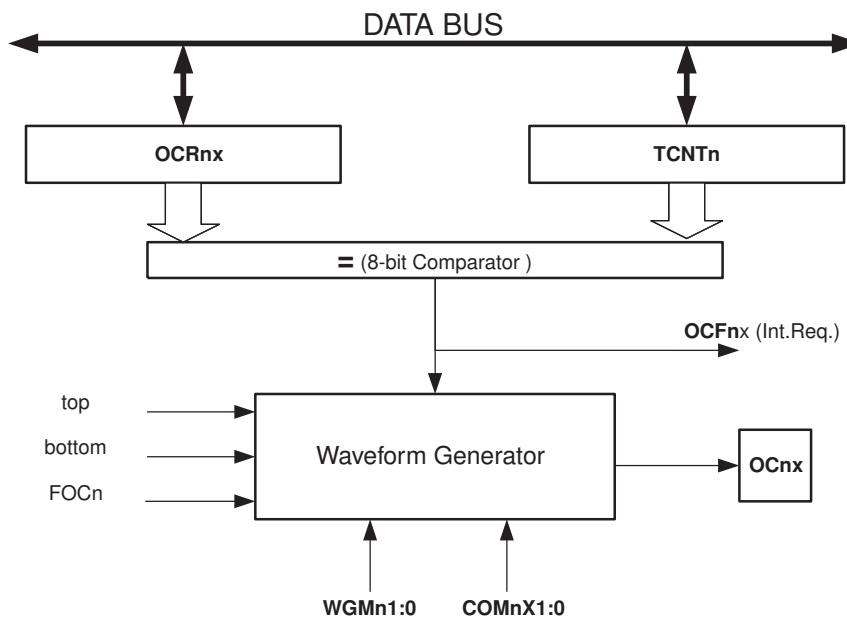 DATA BUS
OCRnx
TCNTn
= (8-bit Comparator )
OCFnx (Int.Req.)
top
bottom
FOCn
Waveform Generator
OCnx
WGMn1:0
COMnX1:0